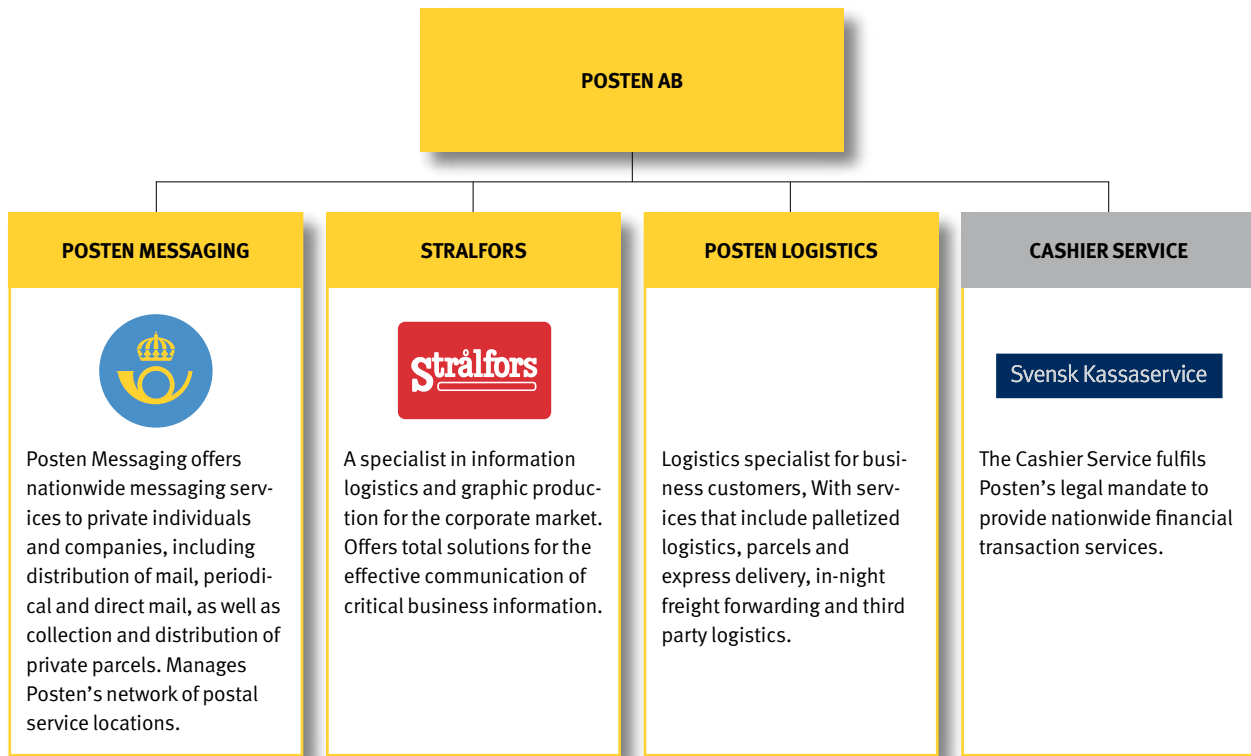 POSTEN AB
POSTEN MESSAGING
Posten Messaging offers
nationwide messaging serv-
ices to private individuals
and companies, including
distribution of mail, periodi-
cal and direct mail, as well as
collection and distribution of
private parcels. Manages
Posten’s network of postal
service locations.
STRALFORS
Strålfors
A specialist in information
logistics and graphic produc-
tion for the corporate market.
Offers total solutions for the
effective communication of
critical business information.
POSTEN LOGISTICS
Logistics specialist for busi-
ness customers, With serv-
ices that include palletized
logistics, parcels and
express delivery, in-night
freight forwarding and third
party logistics.
CASHIER SERVICE
Svensk Kassaservice
The Cashier Service fulfils
Posten’s legal mandate to
provide nationwide financial
transaction services.